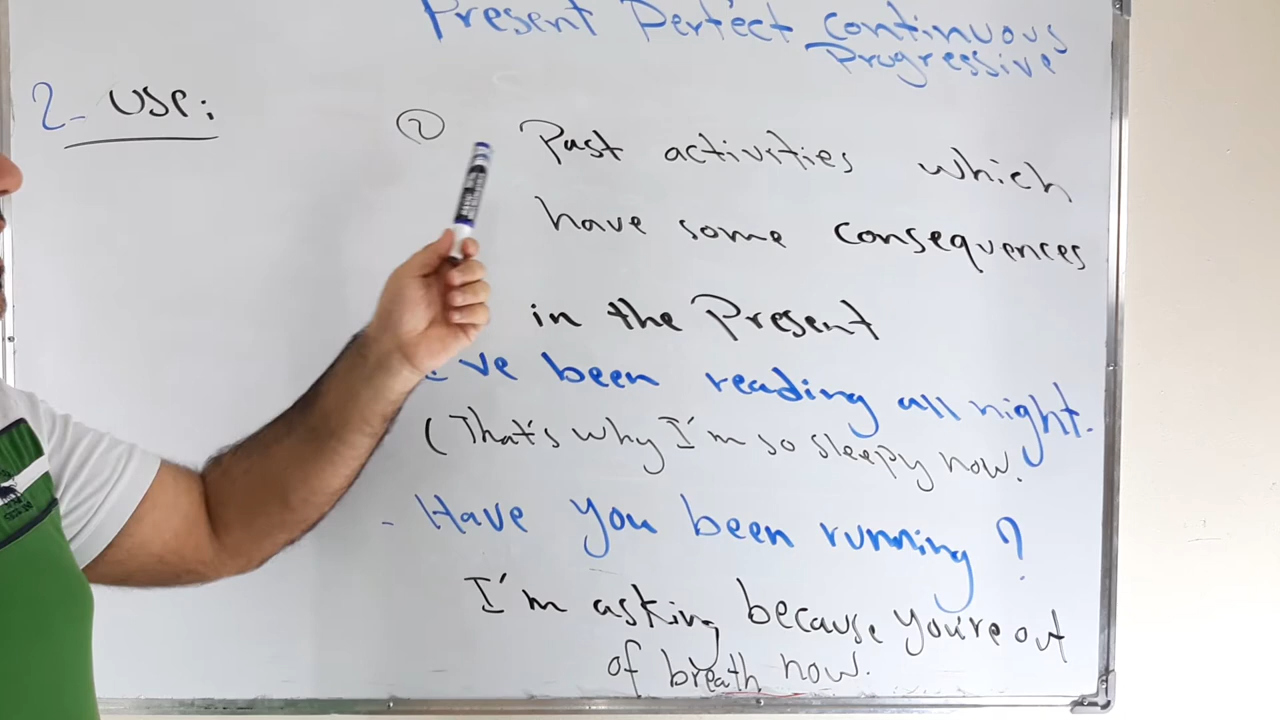 Present Perfect continuous
Progressive
2- Use:
② Past activities which
have some consequences
in the Present
I've been reading all night.
(That's why I'm so sleepy now.
- Have you been running?
I'm asking because you're out
of breath now.